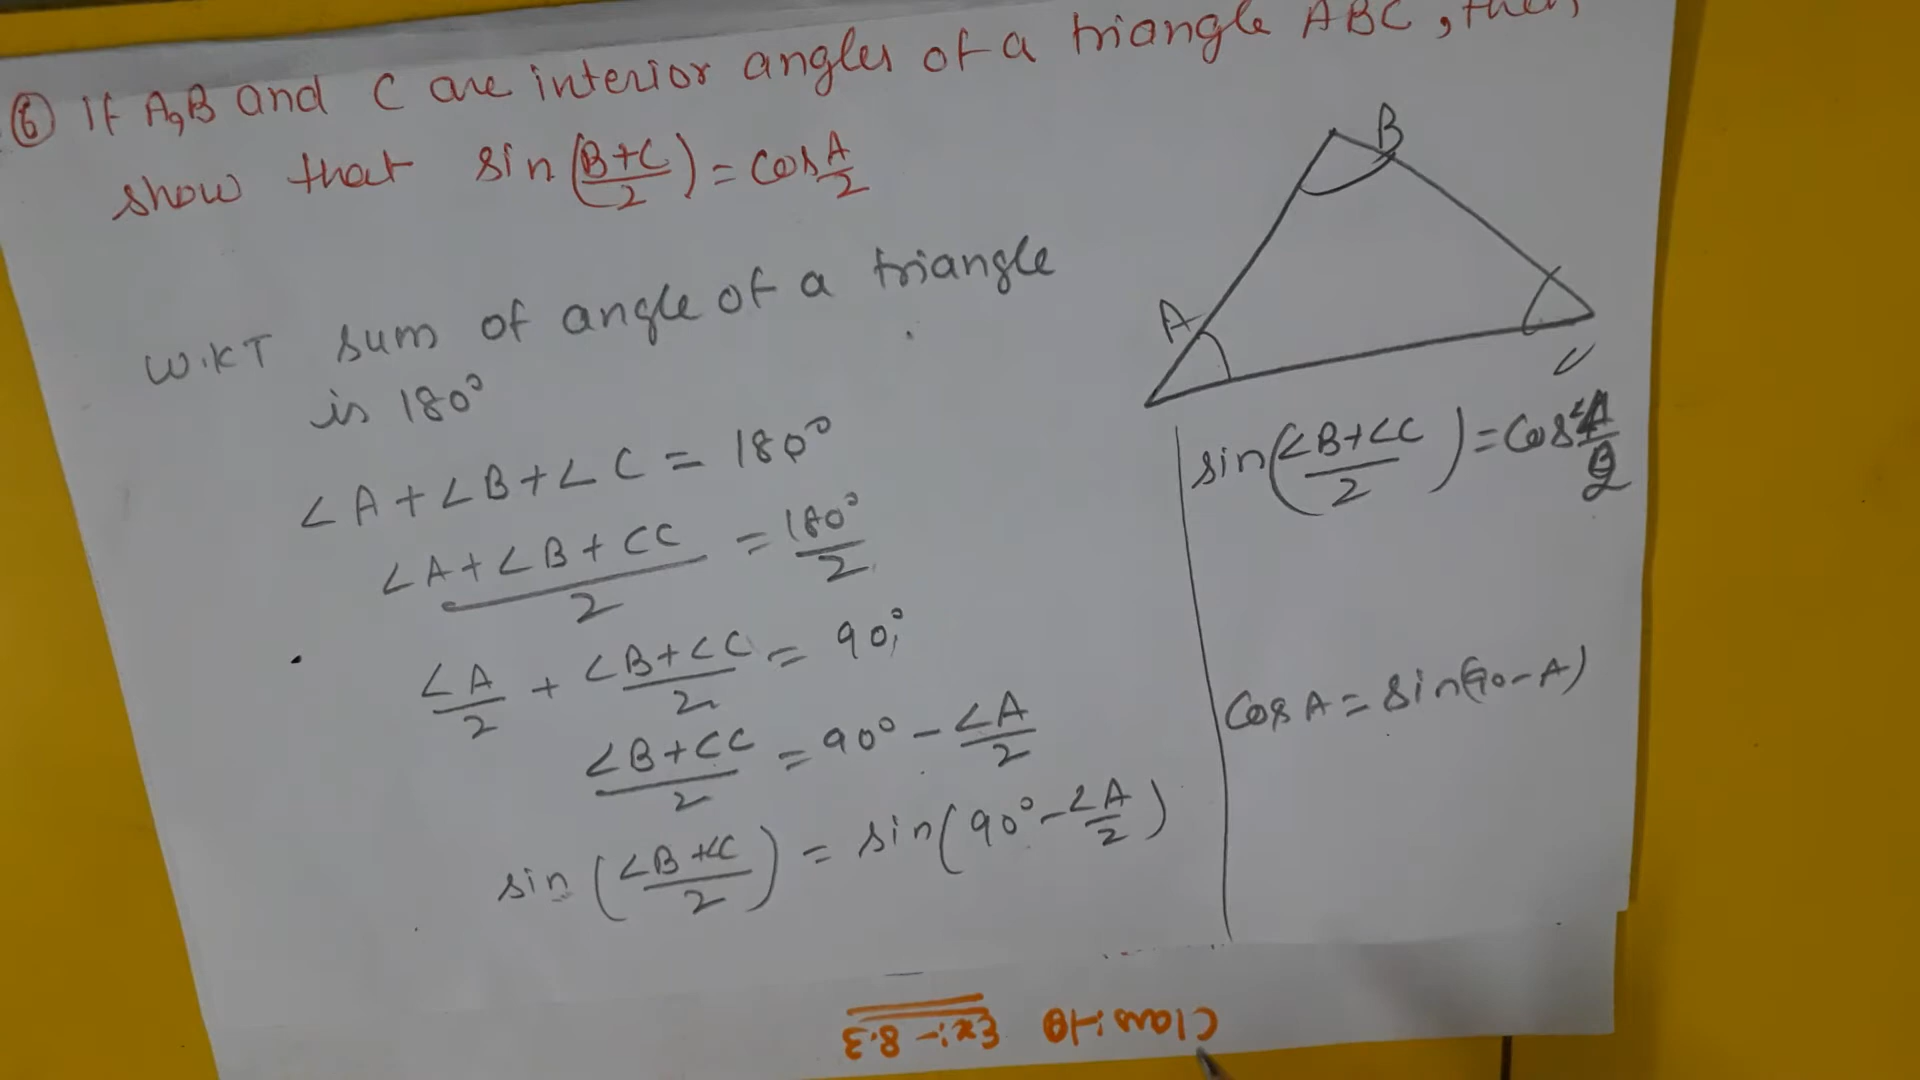 ⑥ If A,B and C are interior angles of a triangle ABC, then
show that sin(B+C/2) = cos A/2
W.K.T sum of angle of a triangle
is 180°
∠A+∠B+∠C = 180°
∠A+∠B+∠C/2 = 180°/2
∠A/2 + ∠B+∠C/2 = 90°
∠B+∠C/2 = 90° - ∠A/2
sin(∠B+∠C/2) = sin(90° - ∠A/2)
B
A
C
sin(∠B+∠C/2) = cos ∠A/2
Cos A = sin(90-A)
Class:-10 Ex:- 8.3